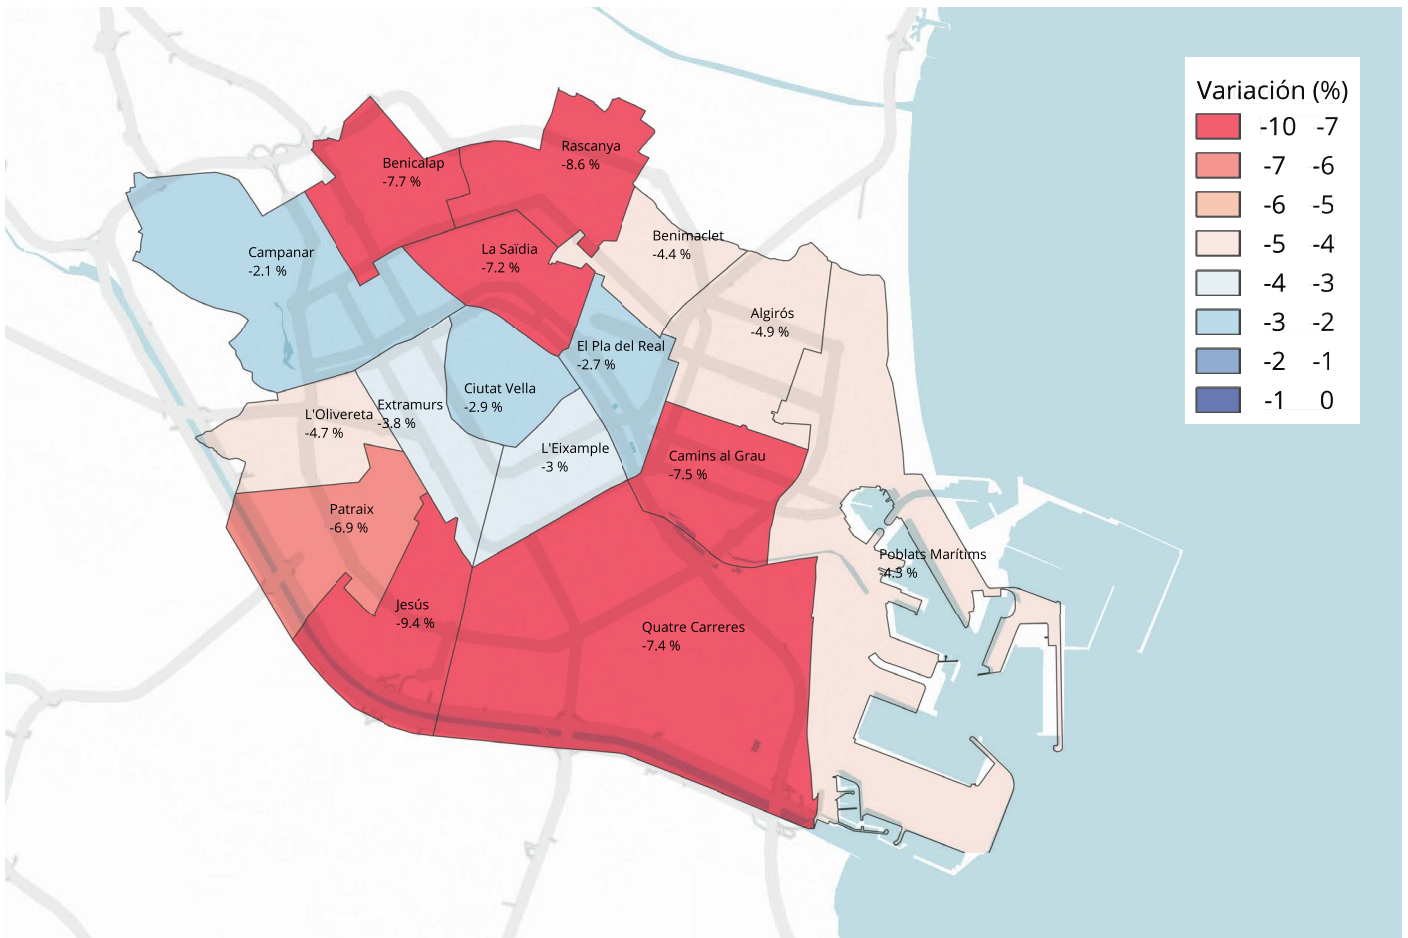 Variación (%)
-10 -7
-7 -6
-6 -5
-5 -4
-4 -3
-3 -2
-2 -1
-1 0
Rascanya
-8.6 %
Benicalap
-7.7 %
Benimaclet
-4.4 %
La Saïdia
-7.2 %
Campanar
-2.1 %
Algirós
-4.9 %
El Pla del Real
-2.7 %
Ciutat Vella
-2.9 %
Extramurs
-3.8 %
L'Olivereta
-4.7 %
L'Eixample
-3 %
Camins al Grau
-7.5 %
Patraix
-6.9 %
Poblats Marítims
-4.3 %
Jesús
-9.4 %
Quatre Carreres
-7.4 %